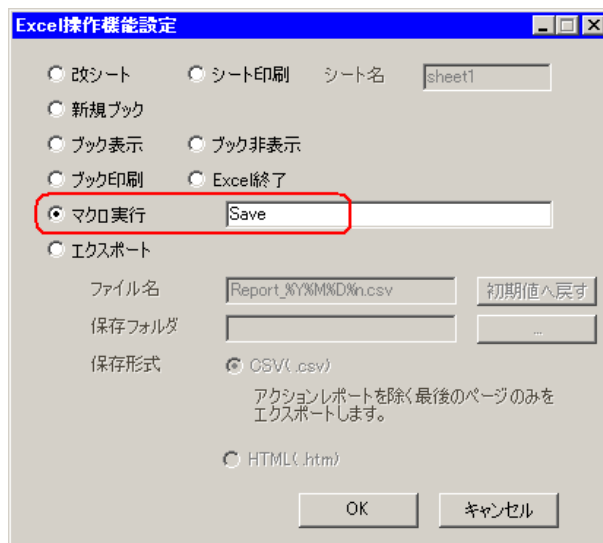 Excel操作機能設定
改シート シート印刷 シート名 sheet1
新規ブック
ブック表示 ブック非表示
ブック印刷 Excel終了
マクロ実行 Save
エクスポート
ファイル名 Report_%Y%M%D%n.csv 初期値へ戻す
保存フォルダ ...
保存形式 CSV(.csv)
アクションレポートを除く最後のページのみを
エクスポートします。
HTML(.htm)
OK キャンセル